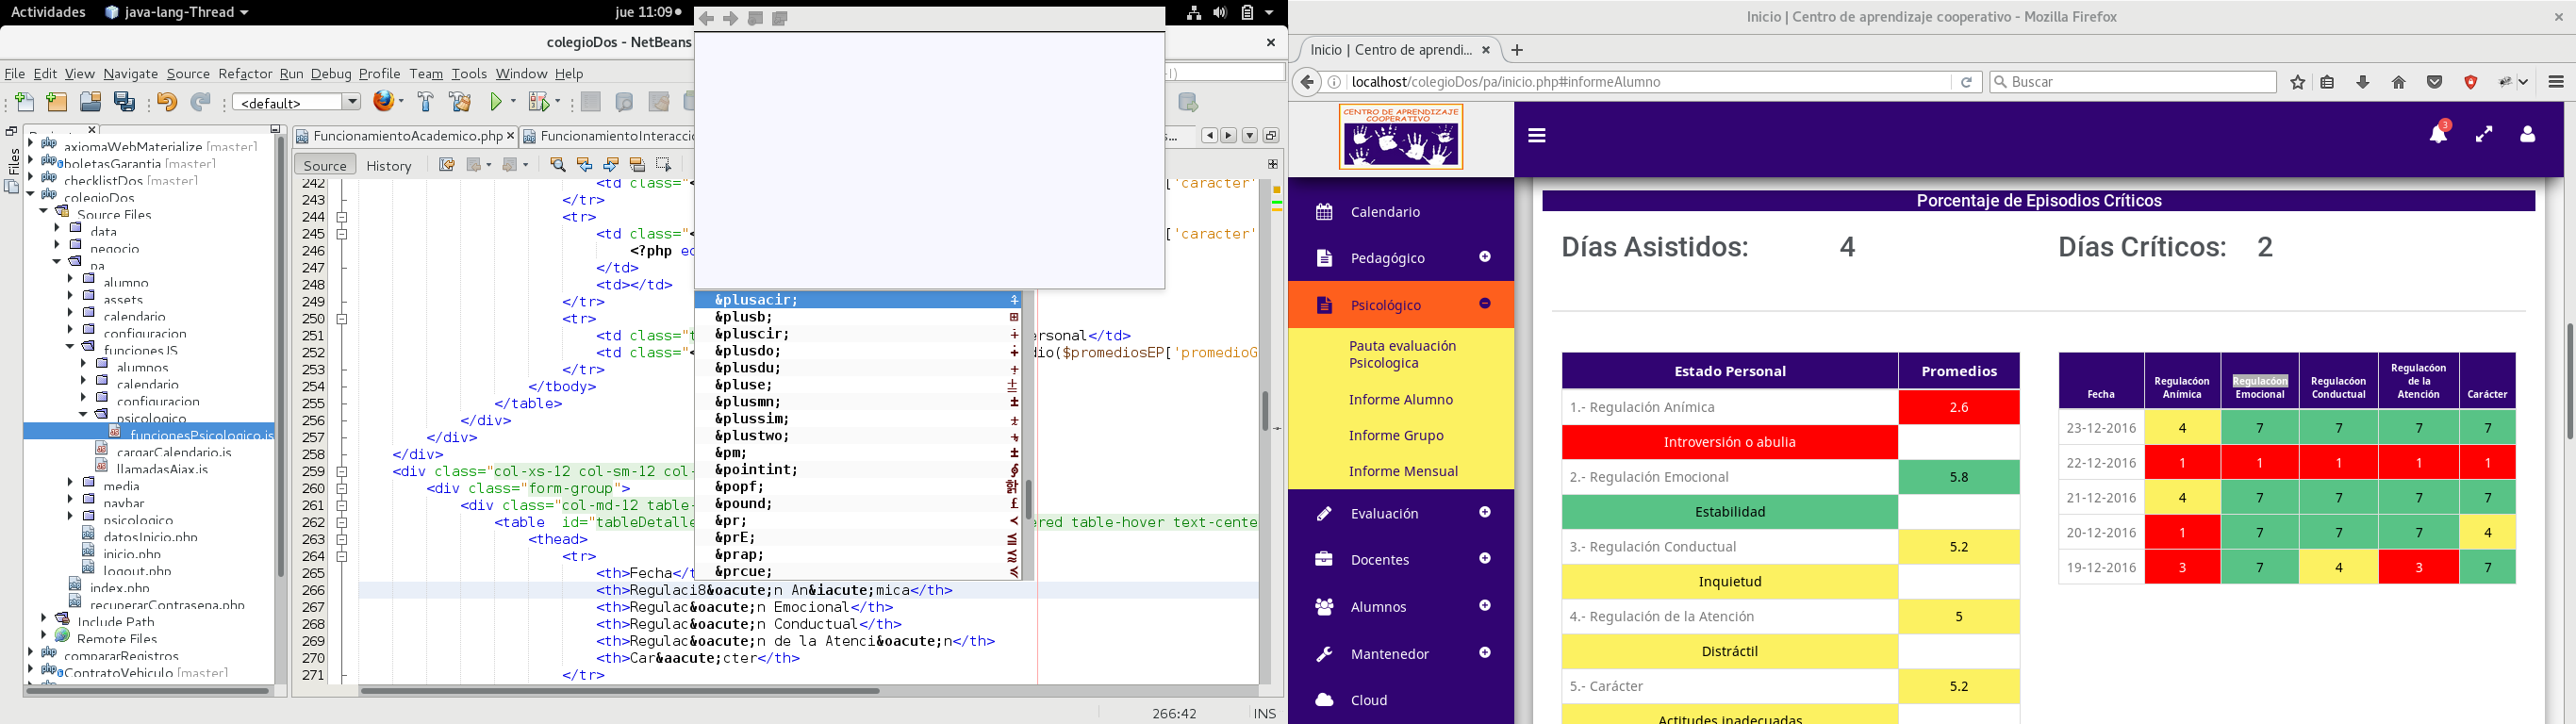 Actividades
java-lang-Thread
jue 11:09
colegioDos - NetBeans
File Edit View Navigate Source Refactor Run Debug Profile Team Tools Window Help
<default>
Files
axiomaWebMaterialize [master]
boletasGarantia [master]
checklistDos [master]
colegioDos
Source Files
data
negocio
pa
alumno
assets
calendario
configuracion
funcionesJS
alumnos
calendario
configuracion
psicologico
funcionesPsicologico.js
cargarCalendario.js
llamadasAjax.js
media
navbar
psicologico
datosInicio.php
inicio.php
logout.php
index.php
recuperarContrasena.php
Include Path
Remote Files
compararRegistros
ContratoVehiculo [master]
FuncionamientoAcademico.php
FuncionamientoInteracci
Source History
242 <td class="< ['caracter'
243 </tr>
244 <tr>
245 <td class="< ['caracter'
246 <?php ec
247 </td>
248 <td></td>
249 </tr>
250 <tr>
251 <td class="t ersonal</td>
252 <td class="< dio($promediosEP['promedioG
253 </tr>
254 </tbody>
255 </table>
256 </div>
257 </div>
258 </div>
259 <div class="col-xs-12 col-sm-12 col-
260 <div class="form-group">
261 <div class="col-md-12 table-
262 <table id="tableDetalle ered table-hover text-cente
263 <thead>
264 <tr>
265 <th>Fecha</t
266 <th>Regulaci8&oacute;n An&iacute;mica</th>
267 <th>Regulac&oacute;n Emocional</th>
268 <th>Regulac&oacute;n Conductual</th>
269 <th>Regulac&oacute;n de la Atenci&oacute;n</th>
270 <th>Car&aacute;cter</th>
271 </tr>
&plusacir; ⨣
&plusb; ⊞
&pluscir; ⨢
&plusdo; ∔
&plusdu; ⨥
&pluse; ⩲
&plusmn; ±
&plussim; ⨦
&plustwo; ⨧
&pm; ±
&pointint; ⨕
&popf;
&pound; £
&pr; ≺
&prE; ⪳
&prap; ⪷
&prcue; ≼
266:42 INS
Inicio | Centro de aprendizaje cooperativo - Mozilla Firefox
Inicio | Centro de aprendi...
localhost/colegioDos/pa/inicio.php#informeAlumno
Buscar
CENTRO DE APRENDIZAJE
COOPERATIVO
3
Calendario
Pedagógico
Psicológico
Pauta evaluación
Psicologica
Informe Alumno
Informe Grupo
Informe Mensual
Evaluación
Docentes
Alumnos
Mantenedor
Cloud
Porcentaje de Episodios Críticos
Días Asistidos: 4 Días Críticos: 2
Estado Personal Promedios
1.- Regulación Anímica 2.6
Introversión o abulia
2.- Regulación Emocional 5.8
Estabilidad
3.- Regulación Conductual 5.2
Inquietud
4.- Regulación de la Atención 5
Distráctil
5.- Carácter 5.2
Actitudes inadecuadas
Fecha
Regulacóon
Anímica
Regulacóon
Emocional
Regulacóon
Conductual
Regulacóon
de la
Atención
Carácter
23-12-2016 4 7 7 7 7
22-12-2016 1 1 1 1 1
21-12-2016 4 7 7 7 7
20-12-2016 1 7 7 7 4
19-12-2016 3 7 4 3 7